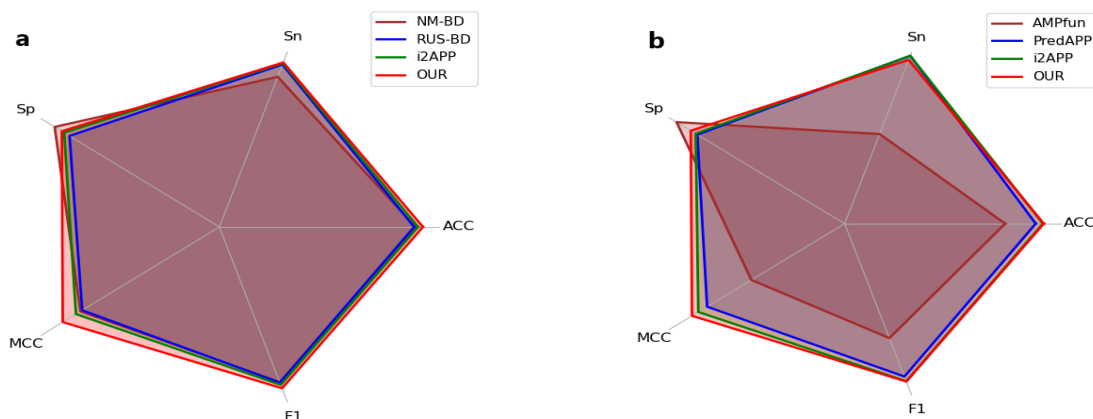 a
NM-BD
RUS-BD
i2APP
OUR
Sn
Sp
ACC
MCC
F1
b
AMPfun
PredAPP
i2APP
OUR
Sn
Sp
ACC
MCC
F1